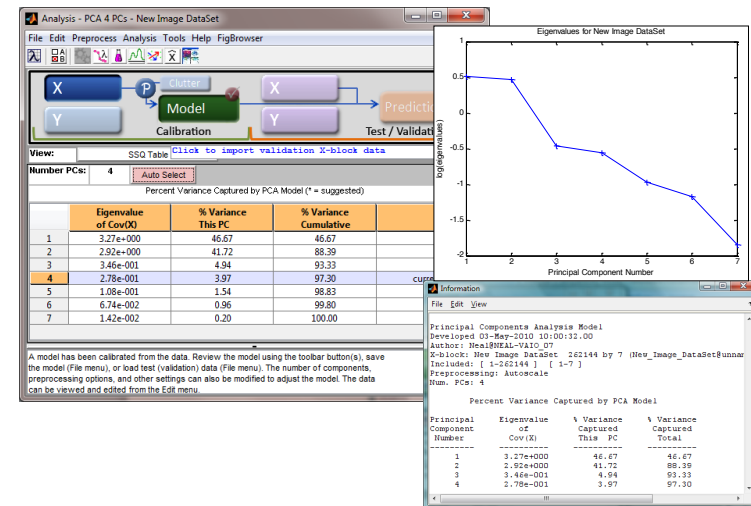 Analysis - PCA 4 PCs - New Image DataSet
File Edit Preprocess Analysis Tools Help FigBrowser
X
Y
P
Clutter
Model
X
Y
Calibration
View:
SSQ Table
Click to import validation X-block data
Number PCs: 4 Auto Select
Percent Variance Captured by PCA Model (* = suggested)
Eigenvalue % Variance % Variance
of Cov(X) This PC Cumulative
1 3.27e+000 46.67 46.67
2 2.92e+000 41.72 88.39
3 3.46e-001 4.94 93.33
4 2.78e-001 3.97 97.30
5 1.08e-001 1.54 98.83
6 6.74e-002 0.96 99.80
7 1.42e-002 0.20 100.00
A model has been calibrated from the data. Review the model using the toolbar button(s), save
the model (File menu), or load test (validation) data (File menu). The number of components,
preprocessing options, and other settings can also be modified to adjust the model. The data
can be viewed and edited from the Edit menu.
Eigenvalues for New Image DataSet
1
0.5
0
-0.5
-1
-1.5
-2
log(eigenvalues)
1 2 3 4 5 6 7
Principal Component Number
Information
File Edit View
Principal Components Analysis Model
Developed 03-May-2010 10:00:32.00
Author: Neal@NEAL-VAIO_07
X-block: New Image DataSet 262144 by 7 (New_Image_DataSet@unnam
Included: [ 1-262144 ] [ 1-7 ]
Preprocessing: Autoscale
Num. PCs: 4
Percent Variance Captured by PCA Model
Principal Eigenvalue % Variance % Variance
Component of Captured Captured
Number Cov(X) This PC Total
--------- ---------- ---------- ----------
1 3.27e+000 46.67 46.67
2 2.92e+000 41.72 88.39
3 3.46e-001 4.94 93.33
4 2.78e-001 3.97 97.30